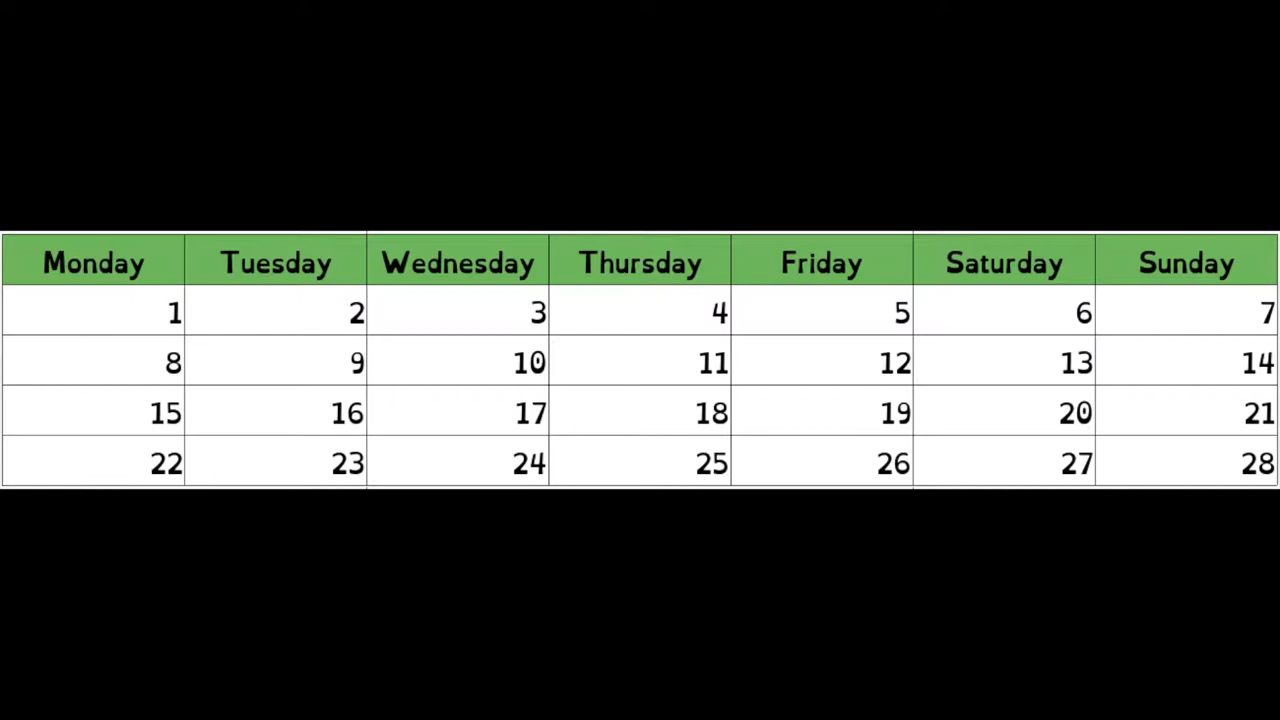 Monday Tuesday Wednesday Thursday Friday Saturday Sunday
1 2 3 4 5 6 7
8 9 10 11 12 13 14
15 16 17 18 19 20 21
22 23 24 25 26 27 28